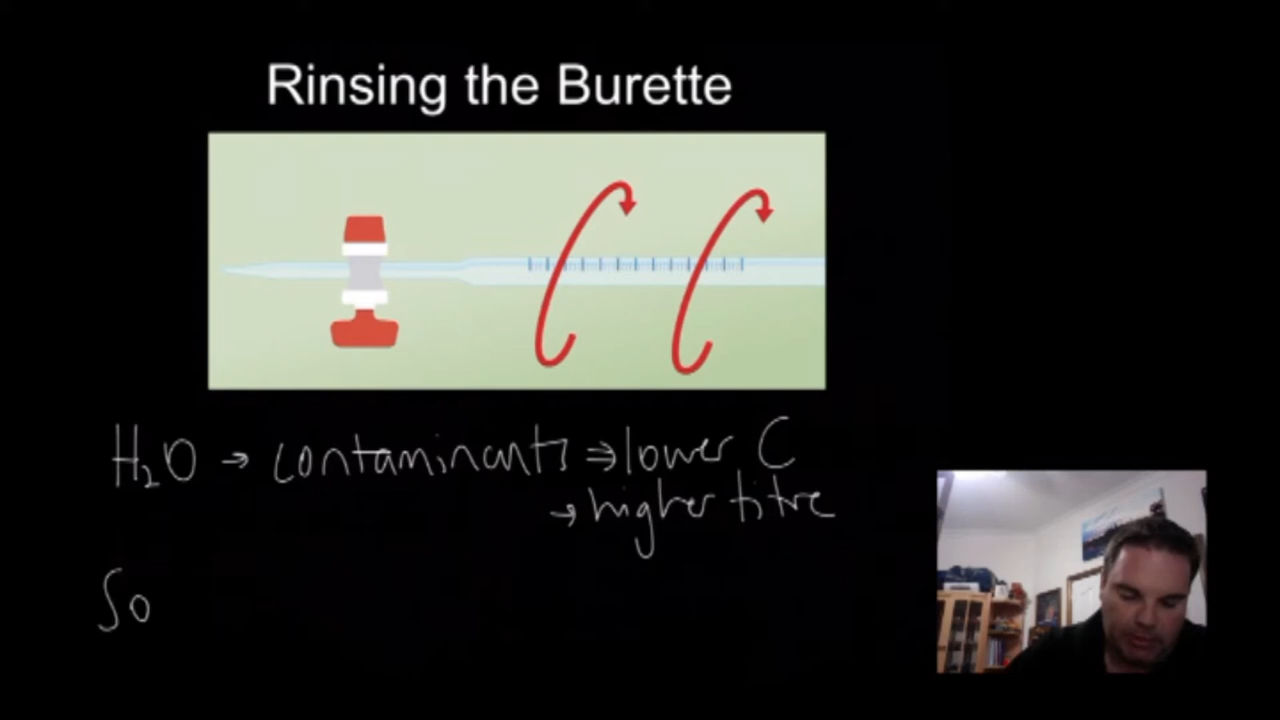 Rinsing the Burette
H₂O → contaminants ⇒ lower C
→ higher titre
So